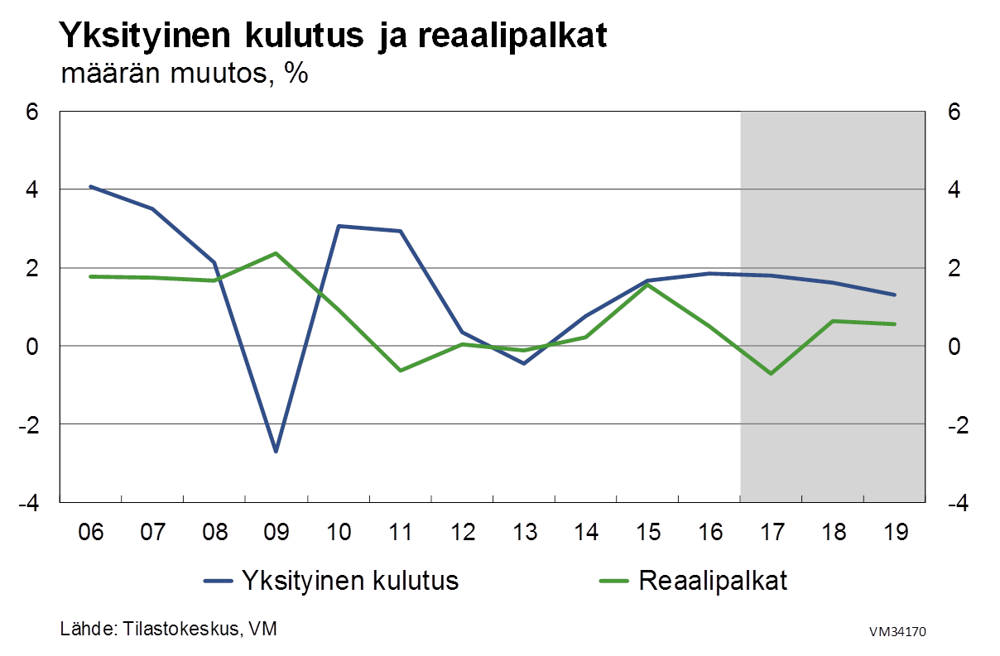 Yksityinen kulutus ja reaalipalkat
määrän muutos, %
6 6
4 4
2 2
0 0
-2 -2
-4 -4
06 07 08 09 10 11 12 13 14 15 16 17 18 19
Yksityinen kulutus Reaalipalkat
Lähde: Tilastokeskus, VM VM34170